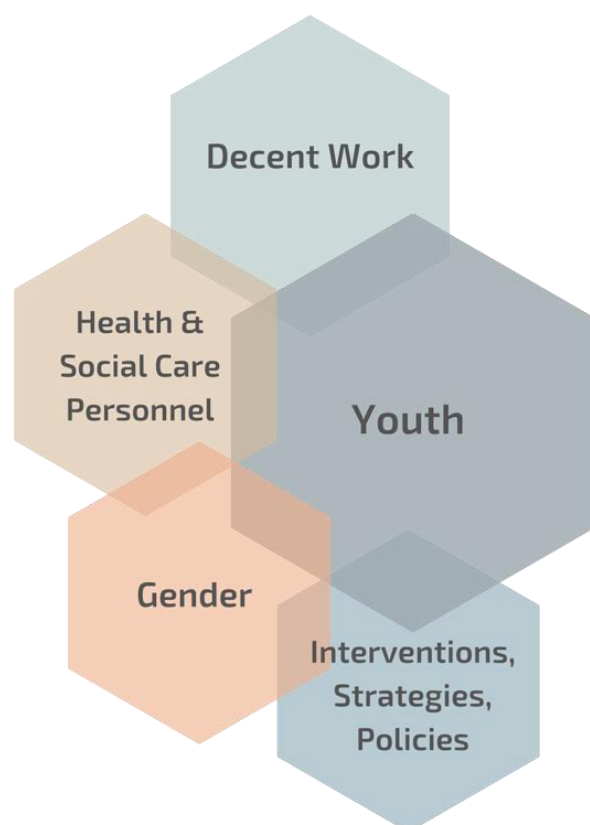 Decent Work
Health &
Social Care
Personnel
Youth
Gender
Interventions,
Strategies,
Policies